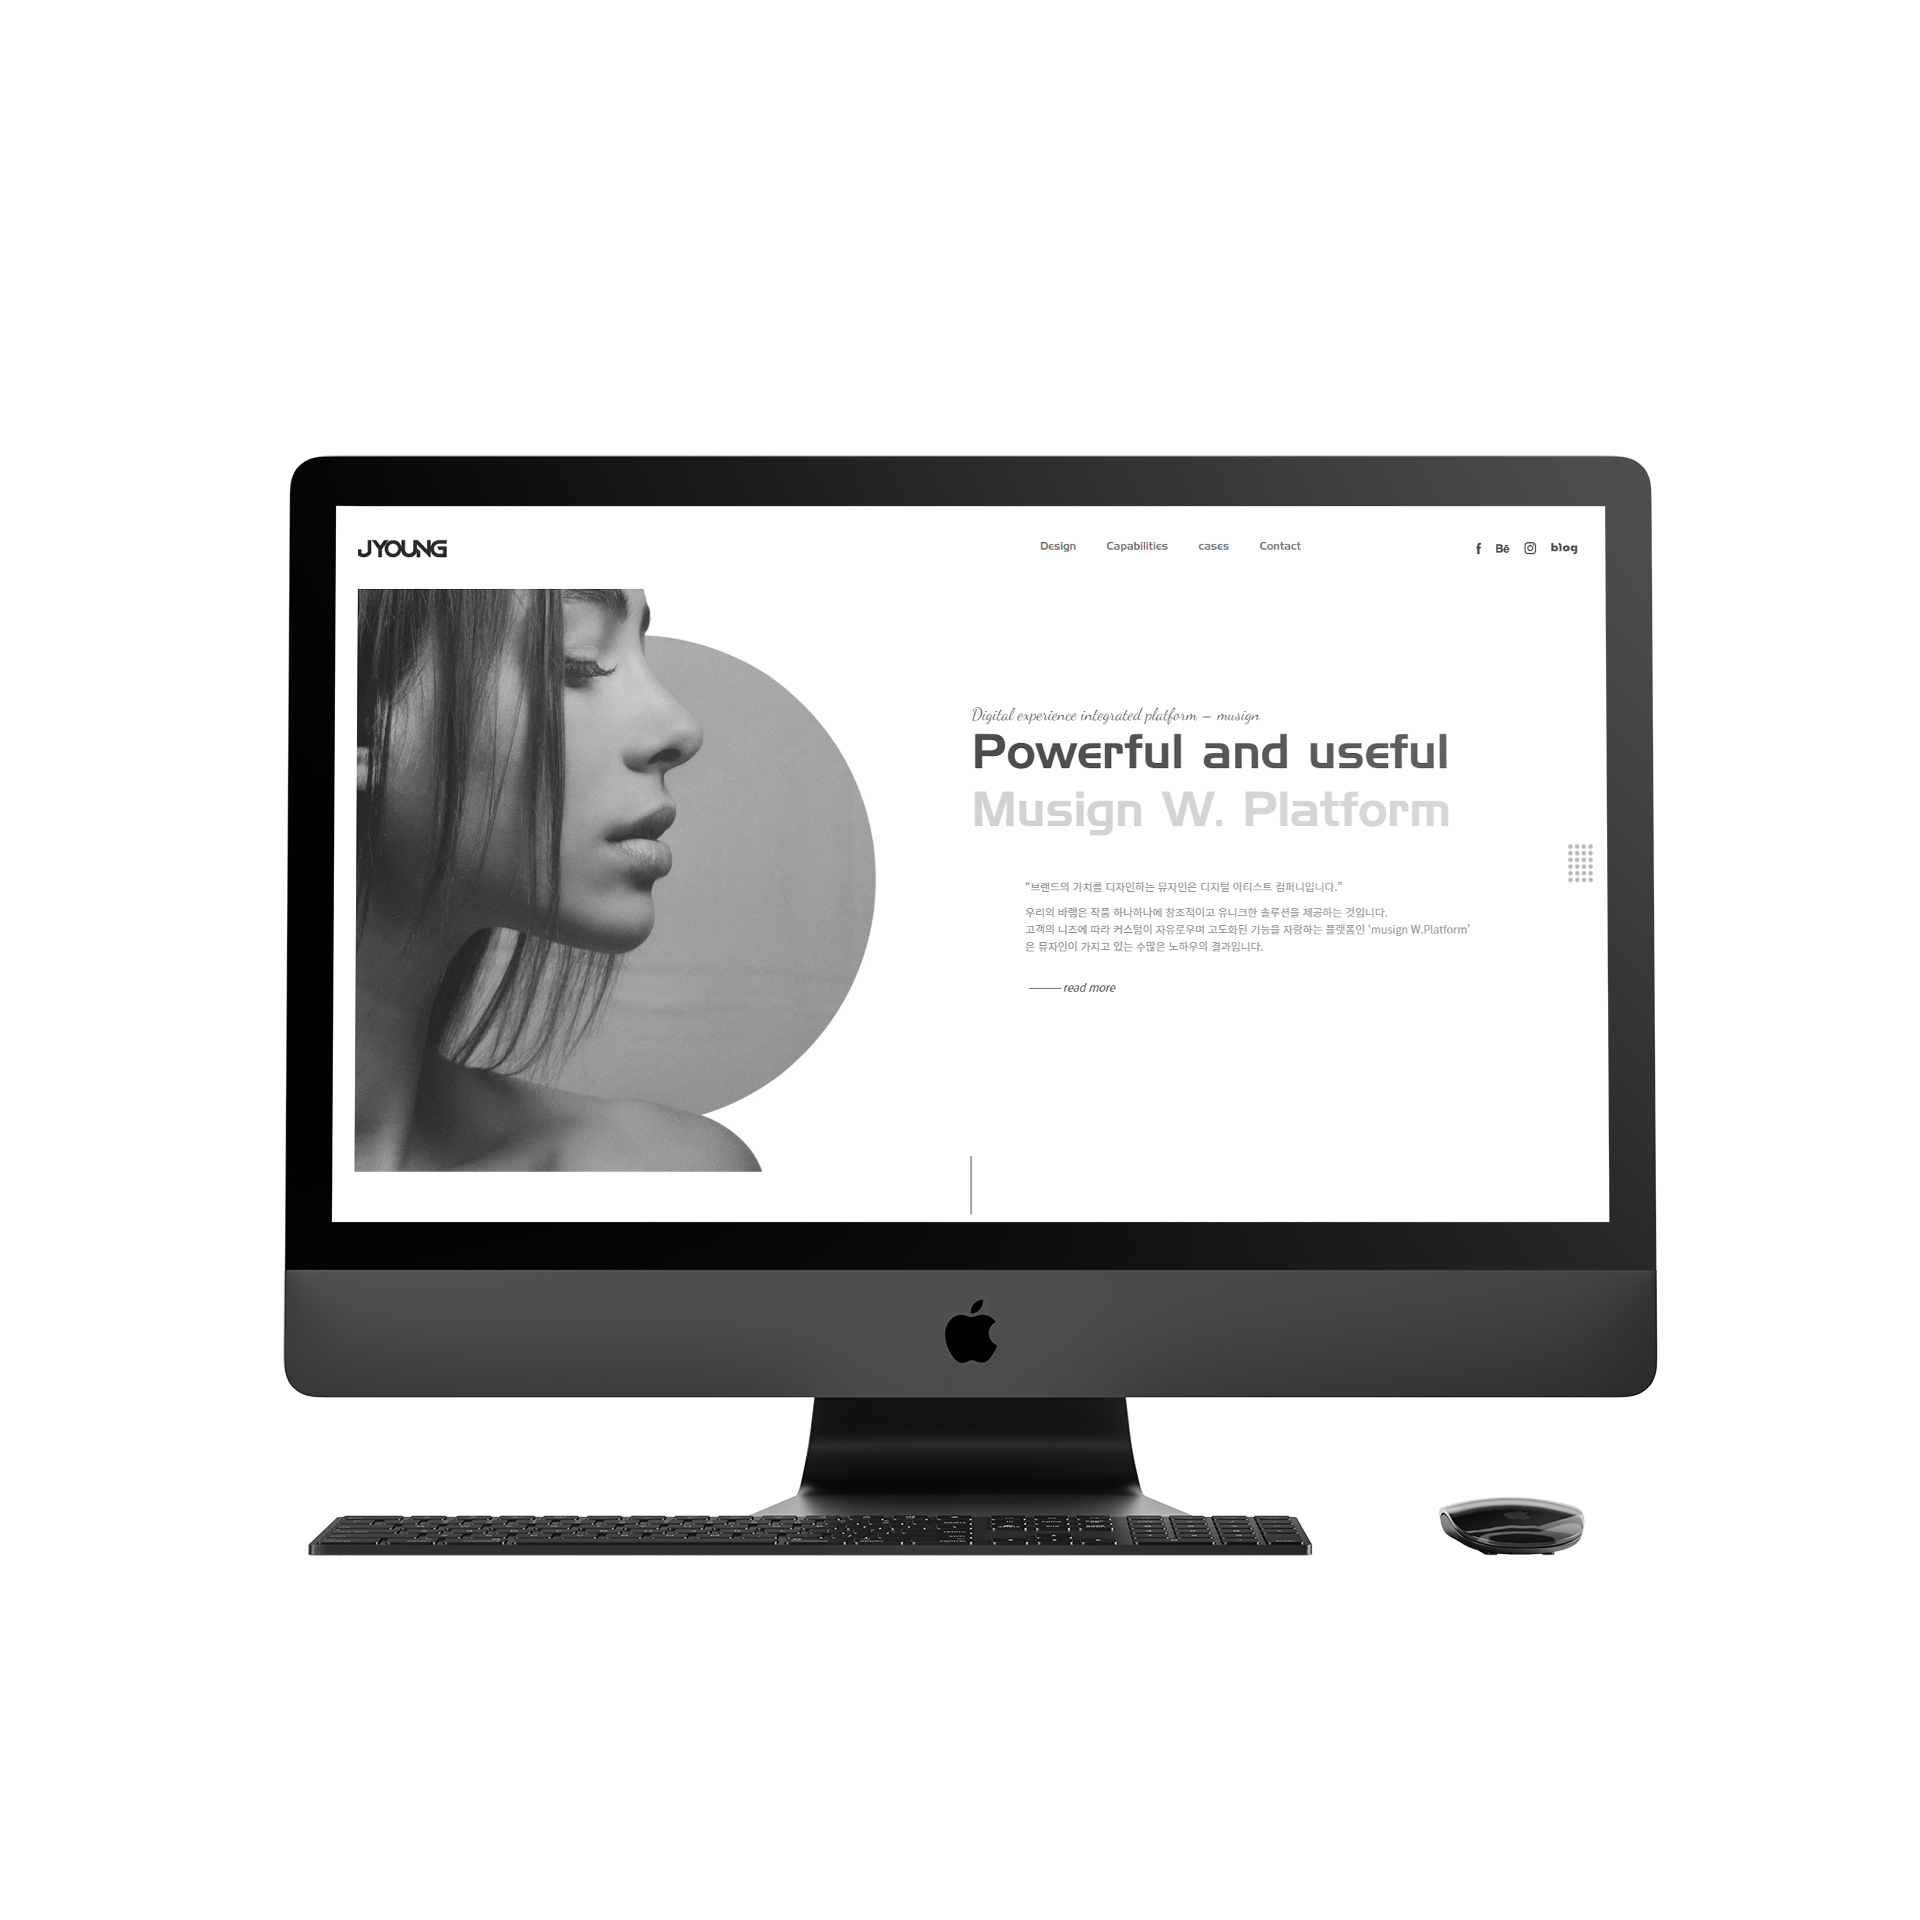 JYOUNG
Design Capabilities cases Contact
f Bē blog
Digital experience integrated platform – musign
Powerful and useful
Musign W. Platform
“브랜드의 가치를 디자인하는 뮤자인은 디지털 아티스트 컴퍼니입니다.”
우리의 바램은 작품 하나하나에 창조적이고 유니크한 솔루션을 제공하는 것입니다.
고객의 니즈에 따라 커스텀이 자유로우며 고도화된 기능을 자랑하는 플랫폼인 ‘musign W.Platform’
은 뮤자인이 가지고 있는 수많은 노하우의 결과입니다.
read more